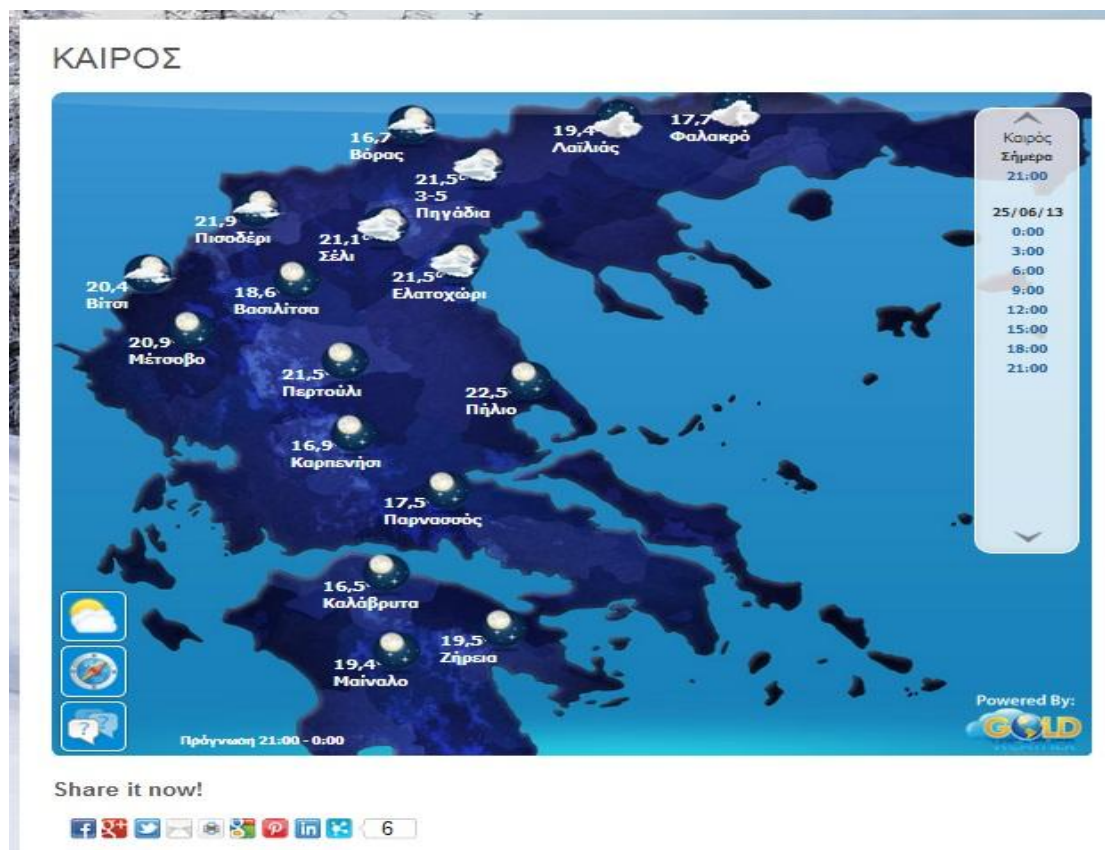 ΚΑΙΡΟΣ
16,7
Βόρας
19,4
Λαϊλιάς
17,7
Φαλακρό
21,5°
3-5
Πηγάδια
21,9
Πισοδέρι
21,1°
Σέλι
21,5°
Ελατοχώρι
20,4
Βίτσι
18,6
Βασιλίτσα
20,9
Μέτσοβο
21,5
Περτούλι
22,5
Πήλιο
16,9
Καρπενήσι
17,5
Παρνασσός
16,5
Καλάβρυτα
19,5
Ζήρεια
19,4
Μαίναλο
Καιρός
Σήμερα
21:00
25/06/13
0:00
3:00
6:00
9:00
12:00
15:00
18:00
21:00
Πρόγνωση 21:00 - 0:00
Powered By:
GOLD
WEATHER
Share it now!
6